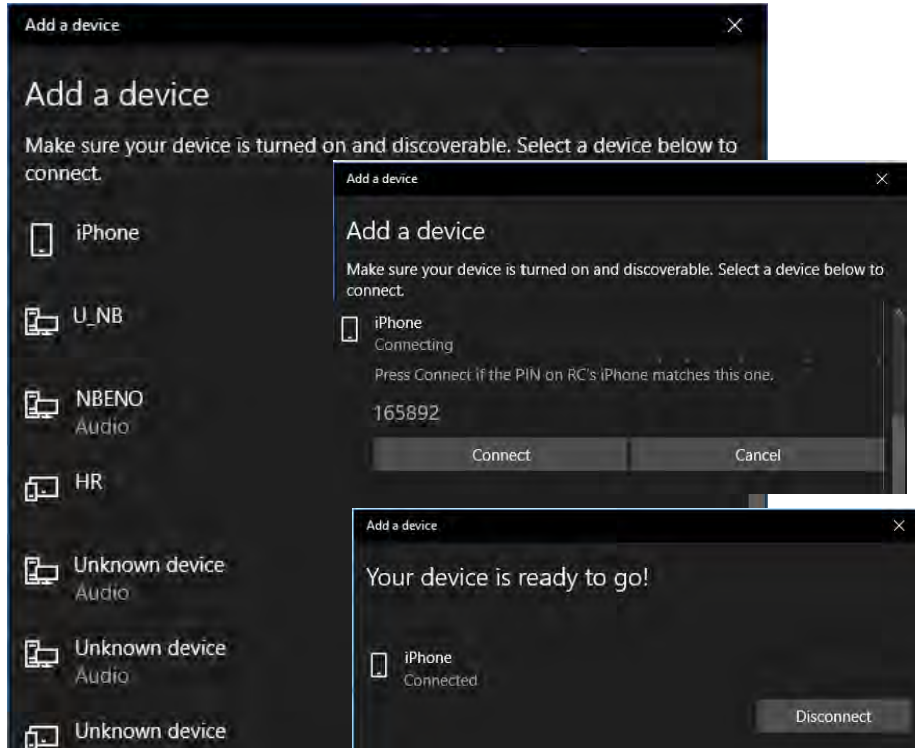 Add a device
Add a device
Make sure your device is turned on and discoverable. Select a device below to
connect.
iPhone
U_NB
NBENO
Audio
HR
Unknown device
Audio
Unknown device
Audio
Unknown device
Add a device
Add a device
Make sure your device is turned on and discoverable. Select a device below to
connect.
iPhone
Connecting
Press Connect if the PIN on RC's iPhone matches this one.
165892
Connect Cancel
Add a device
Your device is ready to go!
iPhone
Connected
Disconnect